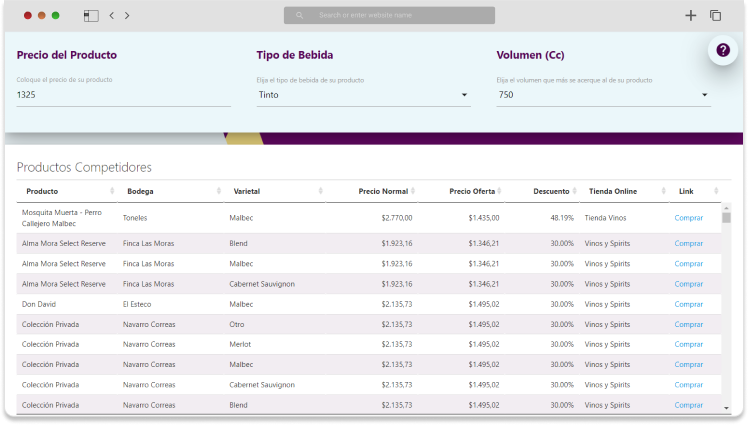 Search or enter website name
Precio del Producto Tipo de Bebida Volumen (Cc)
?
Coloque el precio de su producto Elija el tipo de bebida de su producto Elija el volumen que más se acerque al de su producto
1325 Tinto 750
Productos Competidores
Producto Bodega Varietal Precio Normal Precio Oferta Descuento Tienda Online Link
Mosquita Muerta - Perro
Callejero Malbec Toneles Malbec $2.770,00 $1.435,00 48.19% Tienda Vinos Comprar
Alma Mora Select Reserve Finca Las Moras Blend $1.923,16 $1.346,21 30.00% Vinos y Spirits Comprar
Alma Mora Select Reserve Finca Las Moras Malbec $1.923,16 $1.346,21 30.00% Vinos y Spirits Comprar
Alma Mora Select Reserve Finca Las Moras Cabernet Sauvignon $1.923,16 $1.346,21 30.00% Vinos y Spirits Comprar
Don David El Esteco Malbec $2.135,73 $1.495,02 30.00% Vinos y Spirits Comprar
Colección Privada Navarro Correas Otro $2.135,73 $1.495,02 30.00% Vinos y Spirits Comprar
Colección Privada Navarro Correas Merlot $2.135,73 $1.495,02 30.00% Vinos y Spirits Comprar
Colección Privada Navarro Correas Malbec $2.135,73 $1.495,02 30.00% Vinos y Spirits Comprar
Colección Privada Navarro Correas Cabernet Sauvignon $2.135,73 $1.495,02 30.00% Vinos y Spirits Comprar
Colección Privada Navarro Correas Blend $2.135,73 $1.495,02 30.00% Vinos y Spirits Comprar